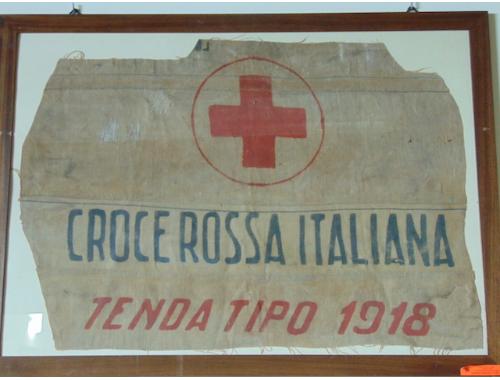 CROCE ROSSA ITALIANA
TENDA TIPO 1918